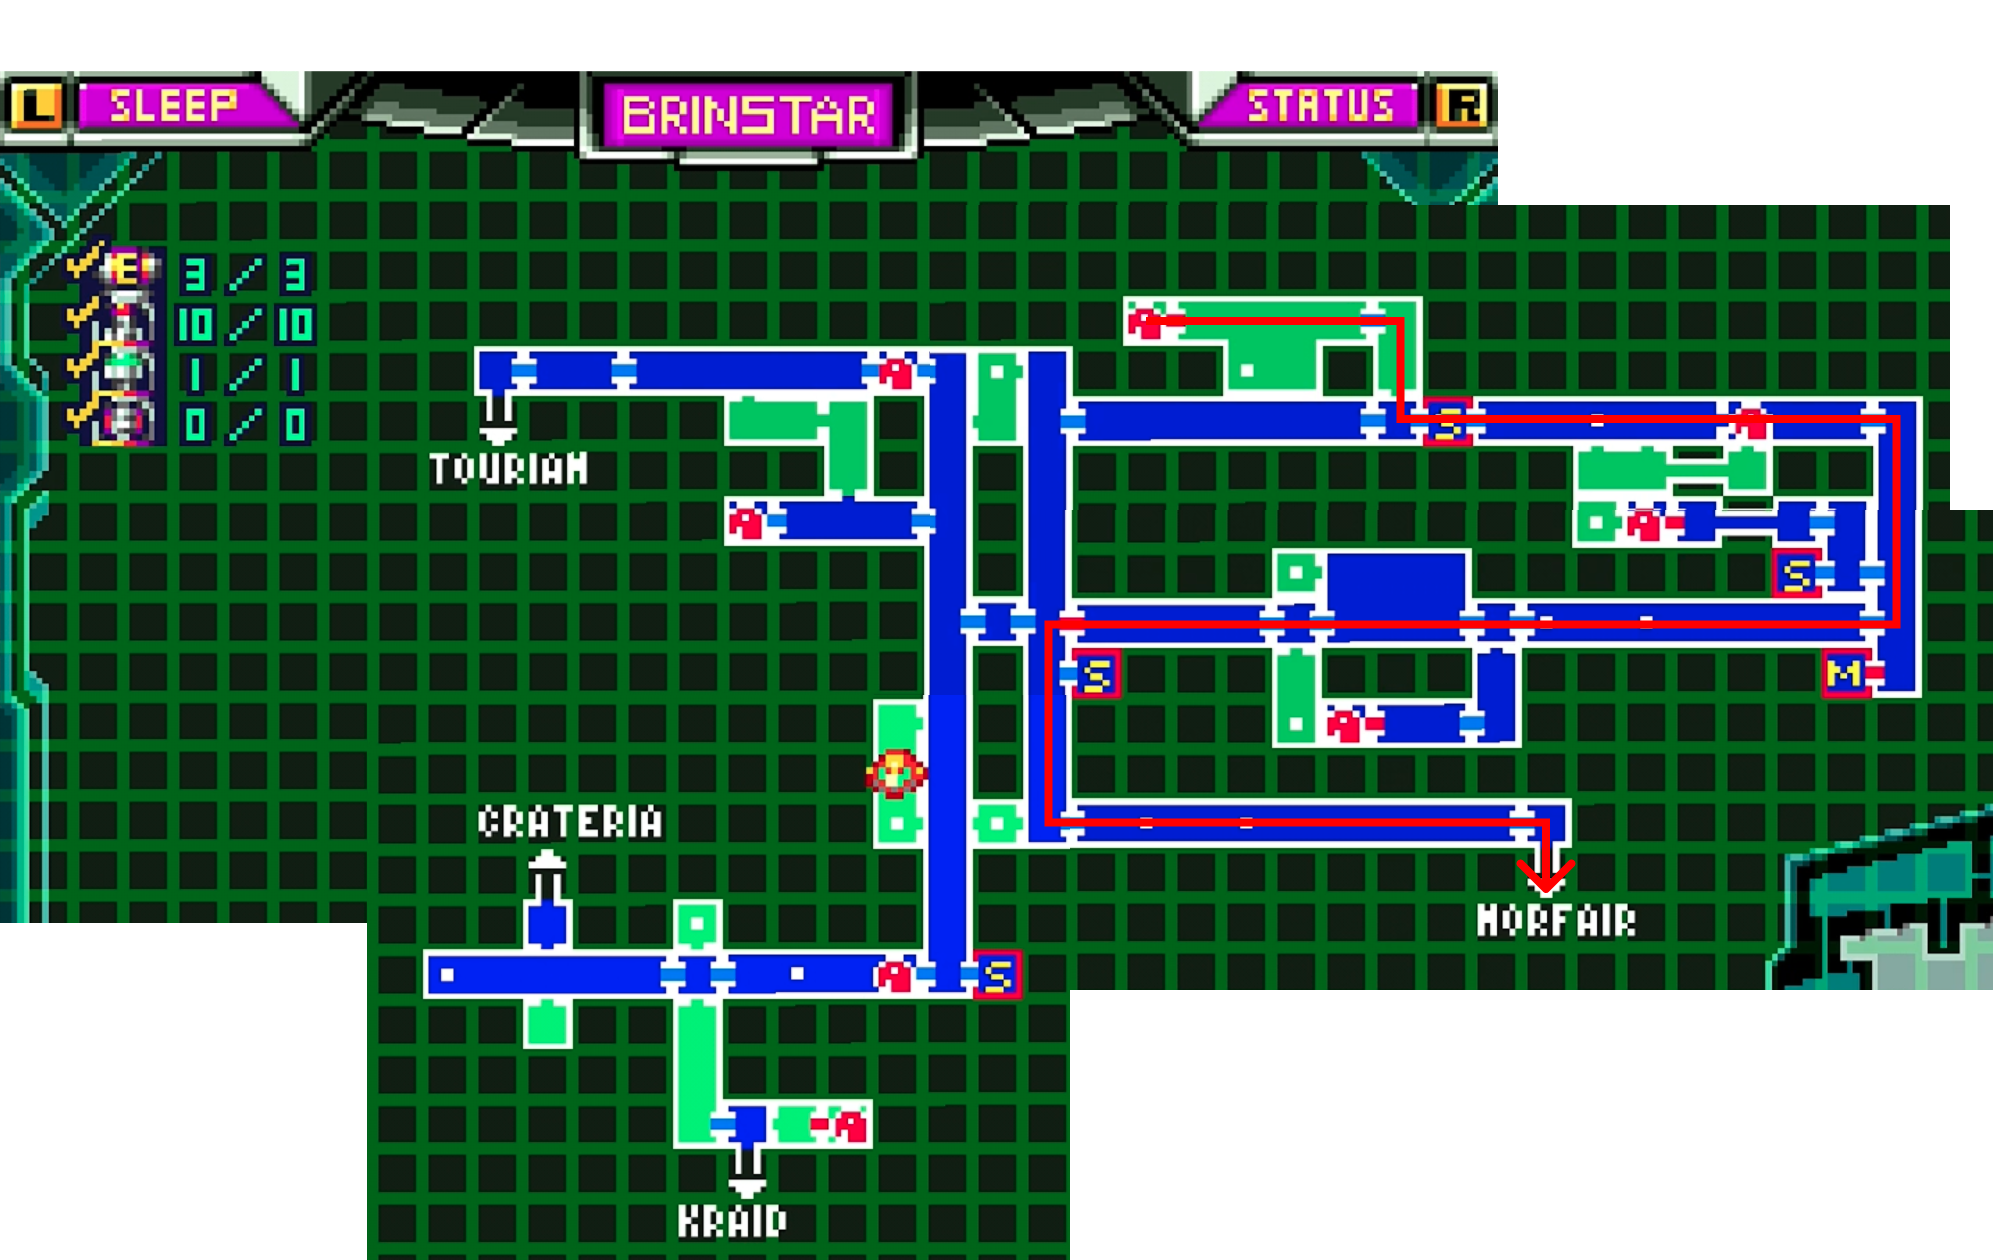 L SLEEP BRINSTAR STATUS R
E 3/3
10/10
1/1
0/0
S
TOURIAN
S
S M
CRATERIA
NORFAIR
S
KRAID